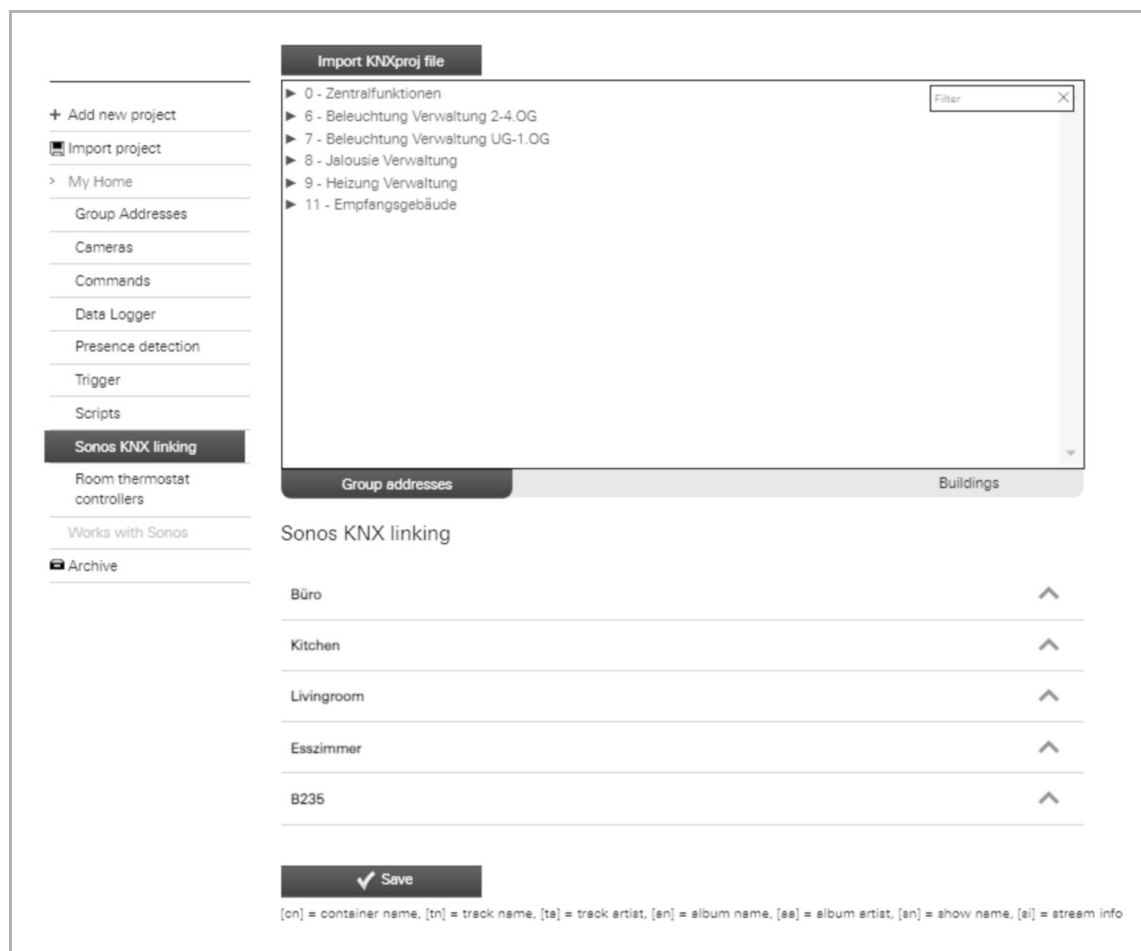 Import KNXproj file
+ Add new project
Import project
> My Home
Group Addresses
Cameras
Commands
Data Logger
Presence detection
Trigger
Scripts
Sonos KNX linking
Room thermostat
controllers
Works with Sonos
Archive
0 - Zentralfunktionen
6 - Beleuchtung Verwaltung 2-4.OG
7 - Beleuchtung Verwaltung UG-1.OG
8 - Jalousie Verwaltung
9 - Heizung Verwaltung
11 - Empfangsgebäude
Filter
Group addresses
Buildings
Sonos KNX linking
Büro
Kitchen
Livingroom
Esszimmer
B235
Save
[cn] = container name, [tn] = track name, [ta] = track artist, [an] = album name, [aa] = album artist, [sn] = show name, [si] = stream info